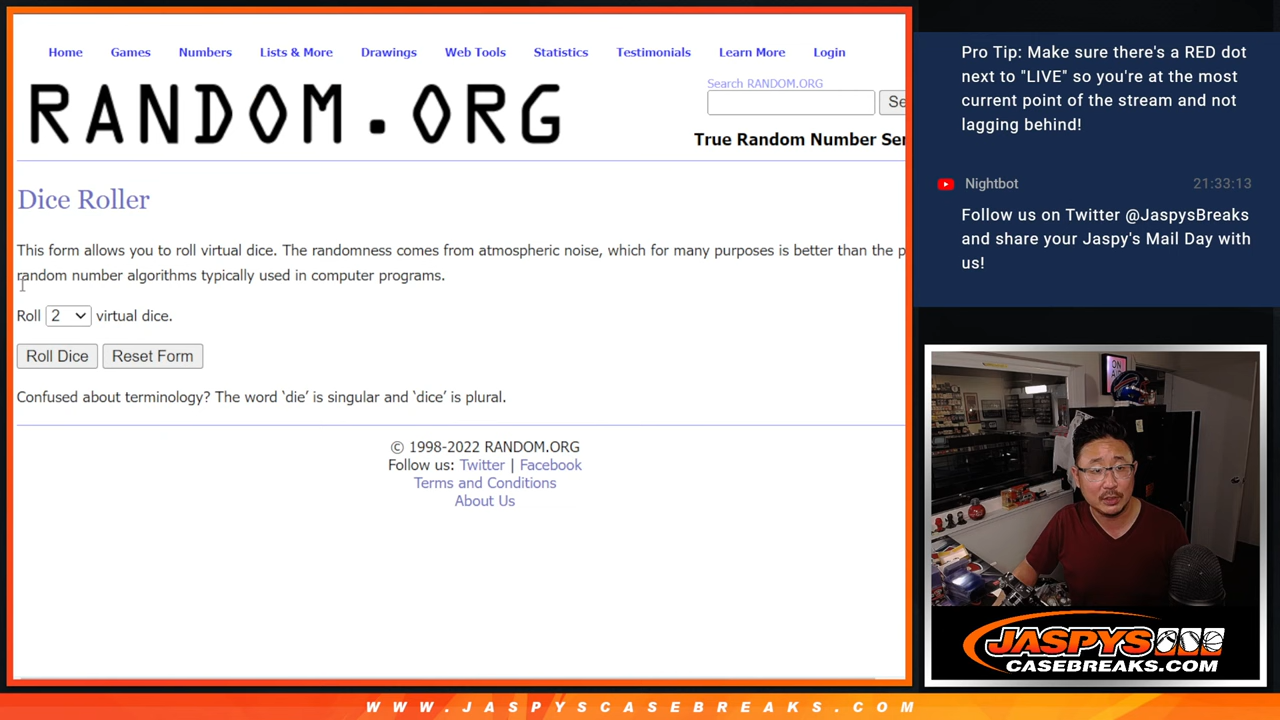 Home Games Numbers Lists & More Drawings Web Tools Statistics Testimonials Learn More Login
RANDOM.ORG
Search RANDOM.ORG
Se
True Random Number Ser
Dice Roller
This form allows you to roll virtual dice. The randomness comes from atmospheric noise, which for many purposes is better than the p
random number algorithms typically used in computer programs.
Roll 2 virtual dice.
Roll Dice Reset Form
Confused about terminology? The word ‘die’ is singular and ‘dice’ is plural.
© 1998-2022 RANDOM.ORG
Follow us: Twitter | Facebook
Terms and Conditions
About Us
Pro Tip: Make sure there's a RED dot
next to "LIVE" so you're at the most
current point of the stream and not
lagging behind!
Nightbot 21:33:13
Follow us on Twitter @JaspysBreaks
and share your Jaspy's Mail Day with
us!
ON
JASPYS
CASEBREAKS.COM
WWW.JASPYSCASEBREAKS.COM